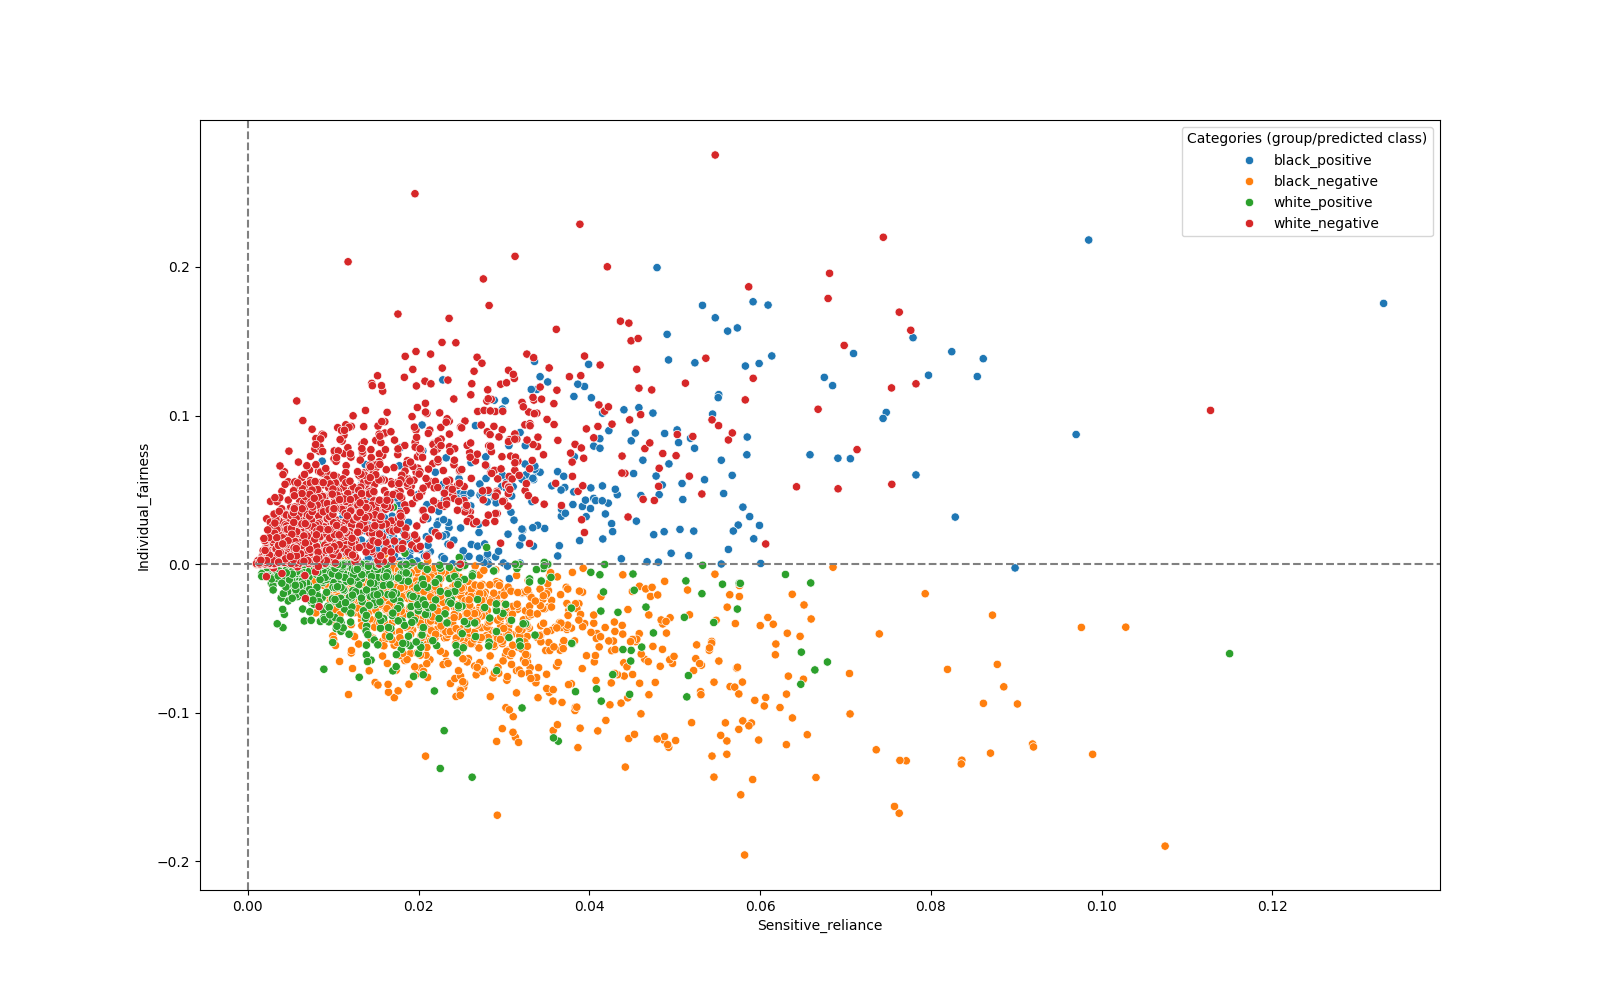 Categories (group/predicted class)
black_positive
black_negative
white_positive
white_negative
Individual_fairness
0.2
0.1
0.0
−0.1
−0.2
0.00 0.02 0.04 0.06 0.08 0.10 0.12
Sensitive_reliance